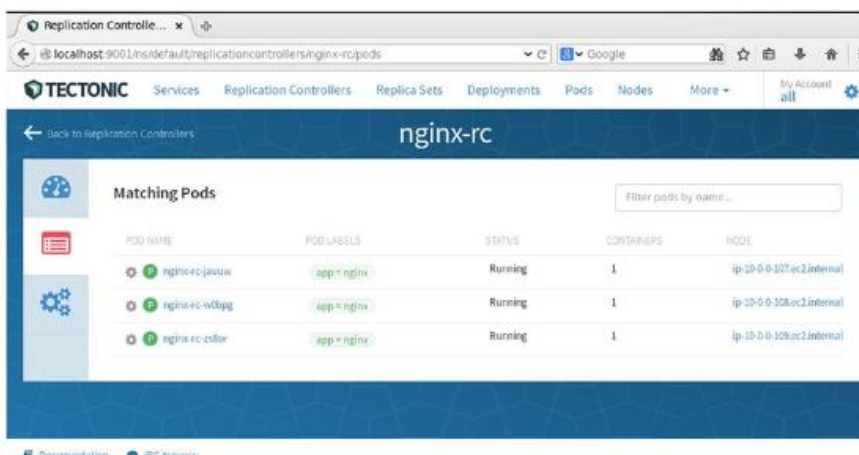 Replication Controlle... ×
localhost:9001/ns/default/replicationcontrollers/nginx-rc/pods
Google
TECTONIC Services Replication Controllers Replica Sets Deployments Pods Nodes More My Account all
Back to Replication Controllers
nginx-rc
Matching Pods
Filter pods by name...
POD NAME POD LABELS STATUS CONTAINERS NODE
P nginx-rc-jauuw app = nginx Running 1 ip-10-0-0-107.ec2.internal
P nginx-rc-w0bpg app = nginx Running 1 ip-10-0-0-108.ec2.internal
P app = nginx Running 1 ip-10-0-0-109.ec2.internal
Documentation